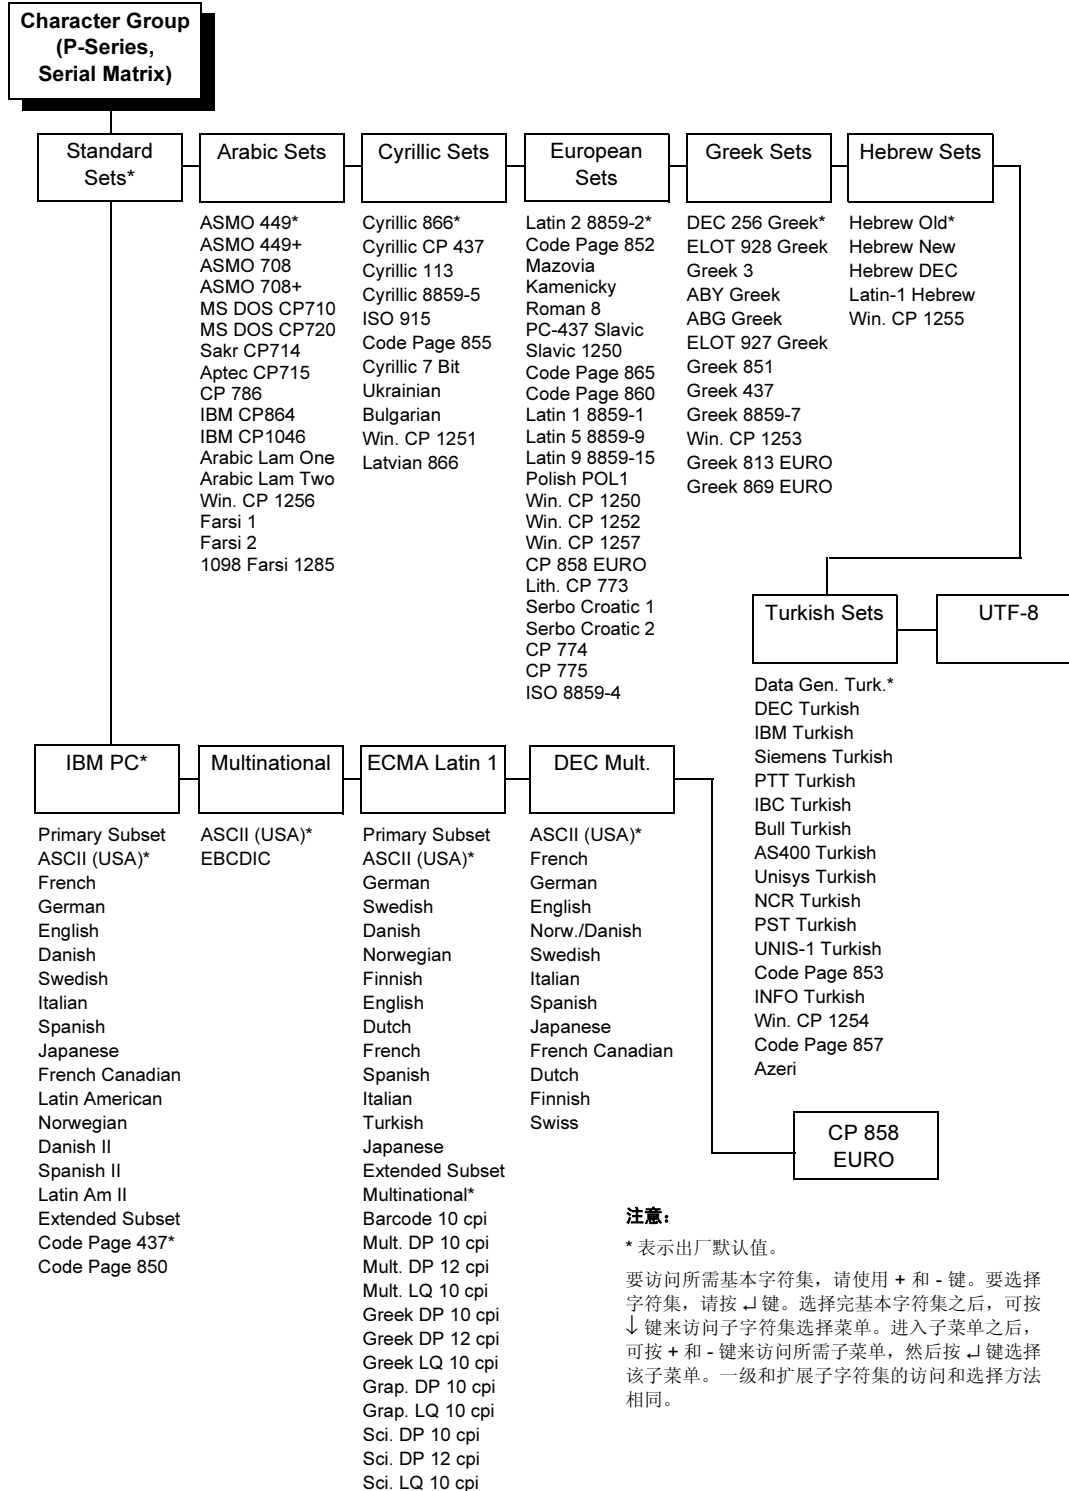 Character Group
(P-Series,
Serial Matrix)
Standard
Sets*
Arabic Sets
ASMO 449*
ASMO 449+
ASMO 708
ASMO 708+
MS DOS CP710
MS DOS CP720
Sakr CP714
Aptec CP715
CP 786
IBM CP864
IBM CP1046
Arabic Lam One
Arabic Lam Two
Win. CP 1256
Farsi 1
Farsi 2
1098 Farsi 1285
Cyrillic Sets
Cyrillic 866*
Cyrillic CP 437
Cyrillic 113
Cyrillic 8859-5
ISO 915
Code Page 855
Cyrillic 7 Bit
Ukrainian
Bulgarian
Win. CP 1251
Latvian 866
European
Sets
Latin 2 8859-2*
Code Page 852
Mazovia
Kamenicky
Roman 8
PC-437 Slavic
Slavic 1250
Code Page 865
Code Page 860
Latin 1 8859-1
Latin 5 8859-9
Latin 9 8859-15
Polish POL1
Win. CP 1250
Win. CP 1252
Win. CP 1257
CP 858 EURO
Lith. CP 773
Serbo Croatic 1
Serbo Croatic 2
CP 774
CP 775
ISO 8859-4
Greek Sets
DEC 256 Greek*
ELOT 928 Greek
Greek 3
ABY Greek
ABG Greek
ELOT 927 Greek
Greek 851
Greek 437
Greek 8859-7
Win. CP 1253
Greek 813 EURO
Greek 869 EURO
Hebrew Sets
Hebrew Old*
Hebrew New
Hebrew DEC
Latin-1 Hebrew
Win. CP 1255
Turkish Sets
Data Gen. Turk.*
DEC Turkish
IBM Turkish
Siemens Turkish
PTT Turkish
IBC Turkish
Bull Turkish
AS400 Turkish
Unisys Turkish
NCR Turkish
PST Turkish
UNIS-1 Turkish
Code Page 853
INFO Turkish
Win. CP 1254
Code Page 857
Azeri
UTF-8
IBM PC*
Primary Subset
ASCII (USA)*
French
German
English
Danish
Swedish
Italian
Spanish
Japanese
French Canadian
Latin American
Norwegian
Danish II
Spanish II
Latin Am II
Extended Subset
Code Page 437*
Code Page 850
Multinational
ASCII (USA)*
EBCDIC
ECMA Latin 1
Primary Subset
ASCII (USA)*
German
Swedish
Danish
Norwegian
Finnish
English
Dutch
French
Spanish
Italian
Turkish
Japanese
Extended Subset
Multinational*
Barcode 10 cpi
Mult. DP 10 cpi
Mult. DP 12 cpi
Mult. LQ 10 cpi
Greek DP 10 cpi
Greek DP 12 cpi
Greek LQ 10 cpi
Grap. DP 10 cpi
Grap. LQ 10 cpi
Sci. DP 10 cpi
Sci. DP 12 cpi
Sci. LQ 10 cpi
DEC Mult.
ASCII (USA)*
French
German
English
Norw./Danish
Swedish
Italian
Spanish
Japanese
French Canadian
Dutch
Finnish
Swiss
CP 858
EURO
注意：
* 表示出厂默认值。
要访问所需基本字符集，请使用 + 和 - 键。要选择
字符集，请按 ↵ 键。选择完基本字符集之后，可按
↓ 键来访问子字符集选择菜单。进入子菜单之后，
可按 + 和 - 键来访问所需子菜单，然后按 ↵ 键选择
该子菜单。一级和扩展子字符集的访问和选择方法
相同。